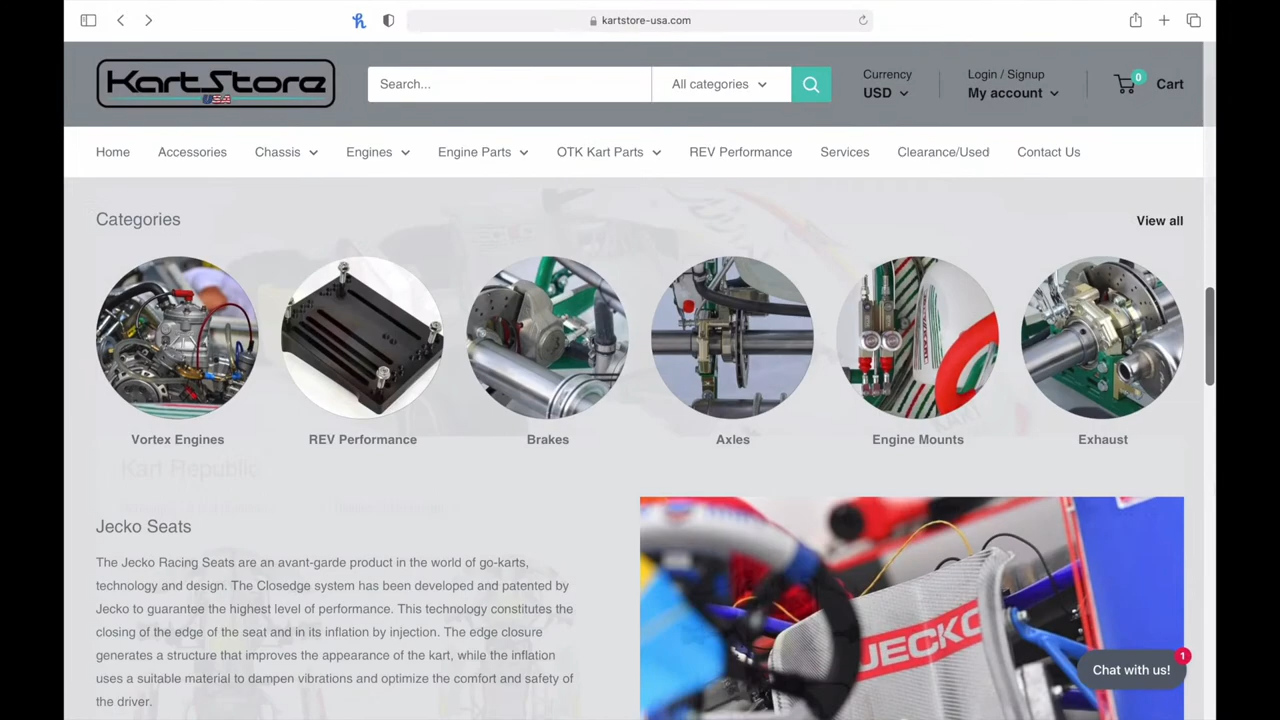 kartstore-usa.com
KartStore
USA
Search...
All categories
Currency
USD
Login / Signup
My account
0
Cart
Home
Accessories
Chassis
Engines
Engine Parts
OTK Kart Parts
REV Performance
Services
Clearance/Used
Contact Us
Categories
View all
Vortex Engines
REV Performance
Brakes
Axles
Engine Mounts
Exhaust
Kart Republic
Jecko Seats
The Jecko Racing Seats are an avant-garde product in the world of go-karts,
technology and design. The Closedge system has been developed and patented by
Jecko to guarantee the highest level of performance. This technology constitutes the
closing of the edge of the seat and in its inflation by injection. The edge closure
generates a structure that improves the appearance of the kart, while the inflation
uses a suitable material to dampen vibrations and optimize the comfort and safety of
the driver.
JECKO
Chat with us!
1